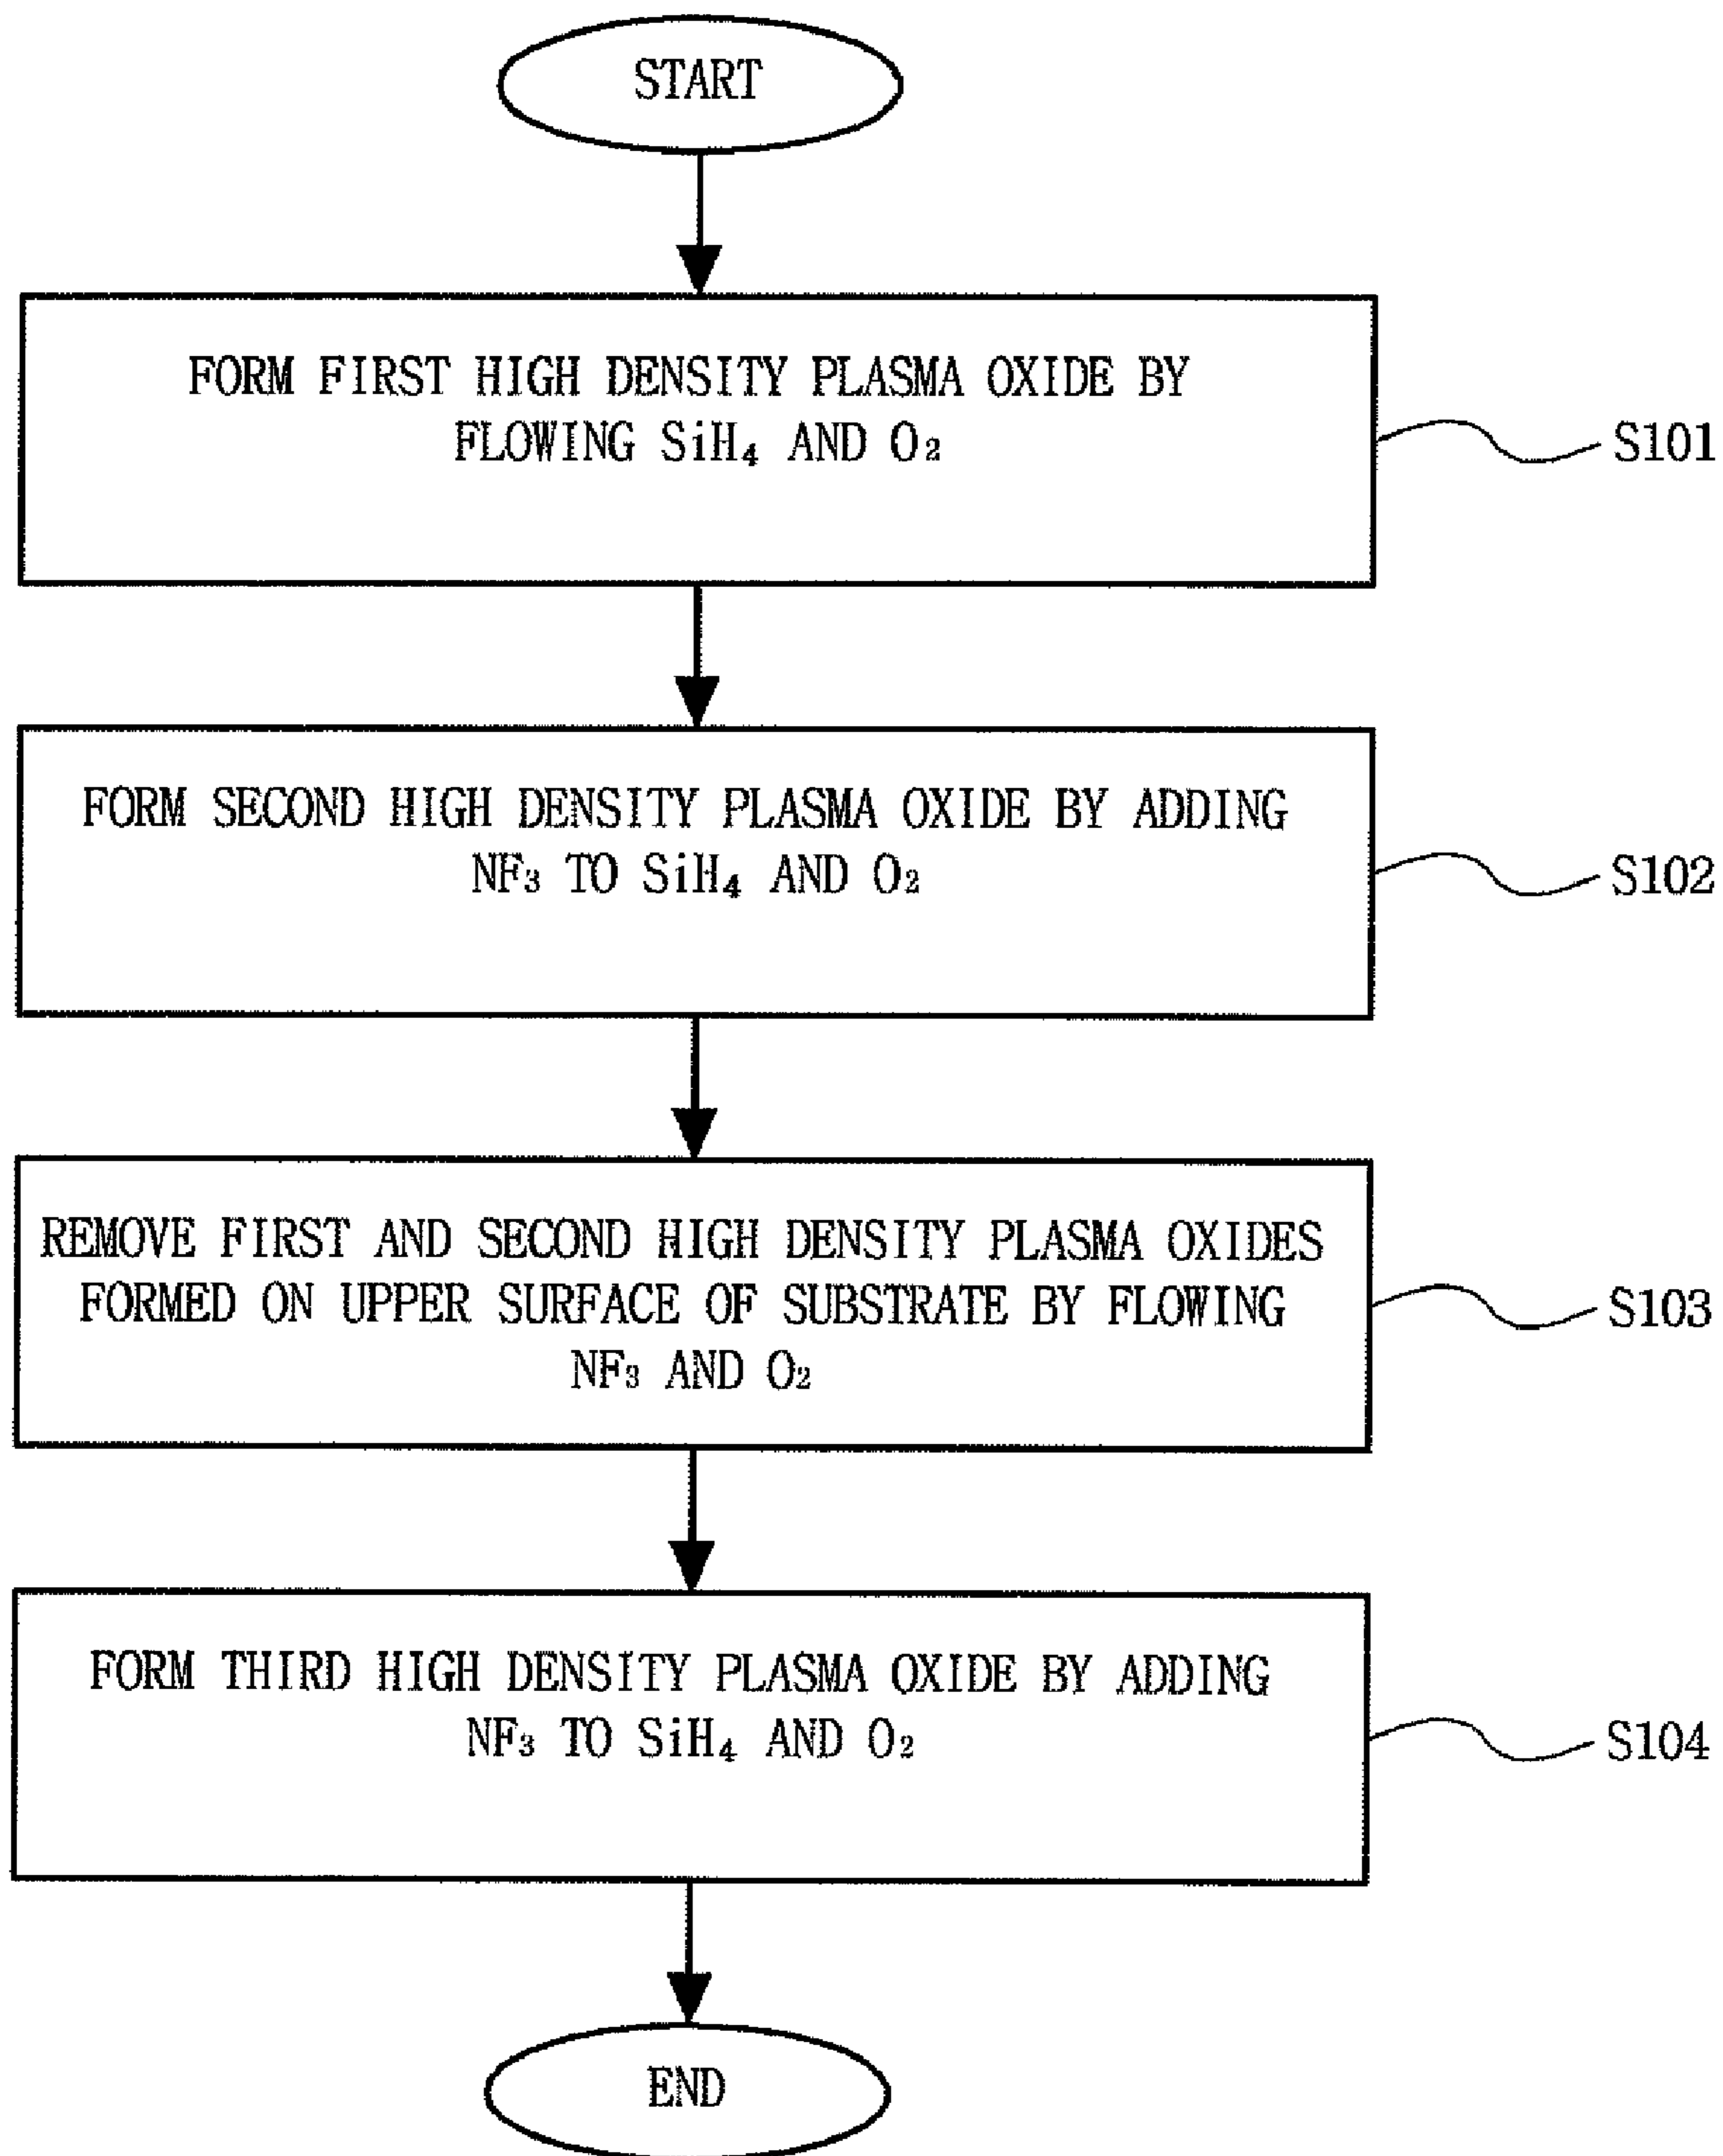 START
FORM FIRST HIGH DENSITY PLASMA OXIDE BY
FLOWING SiH₄ AND O₂
S101
FORM SECOND HIGH DENSITY PLASMA OXIDE BY ADDING
NF₃ TO SiH₄ AND O₂
S102
REMOVE FIRST AND SECOND HIGH DENSITY PLASMA OXIDES
FORMED ON UPPER SURFACE OF SUBSTRATE BY FLOWING
NF₃ AND O₂
S103
FORM THIRD HIGH DENSITY PLASMA OXIDE BY ADDING
NF₃ TO SiH₄ AND O₂
S104
END